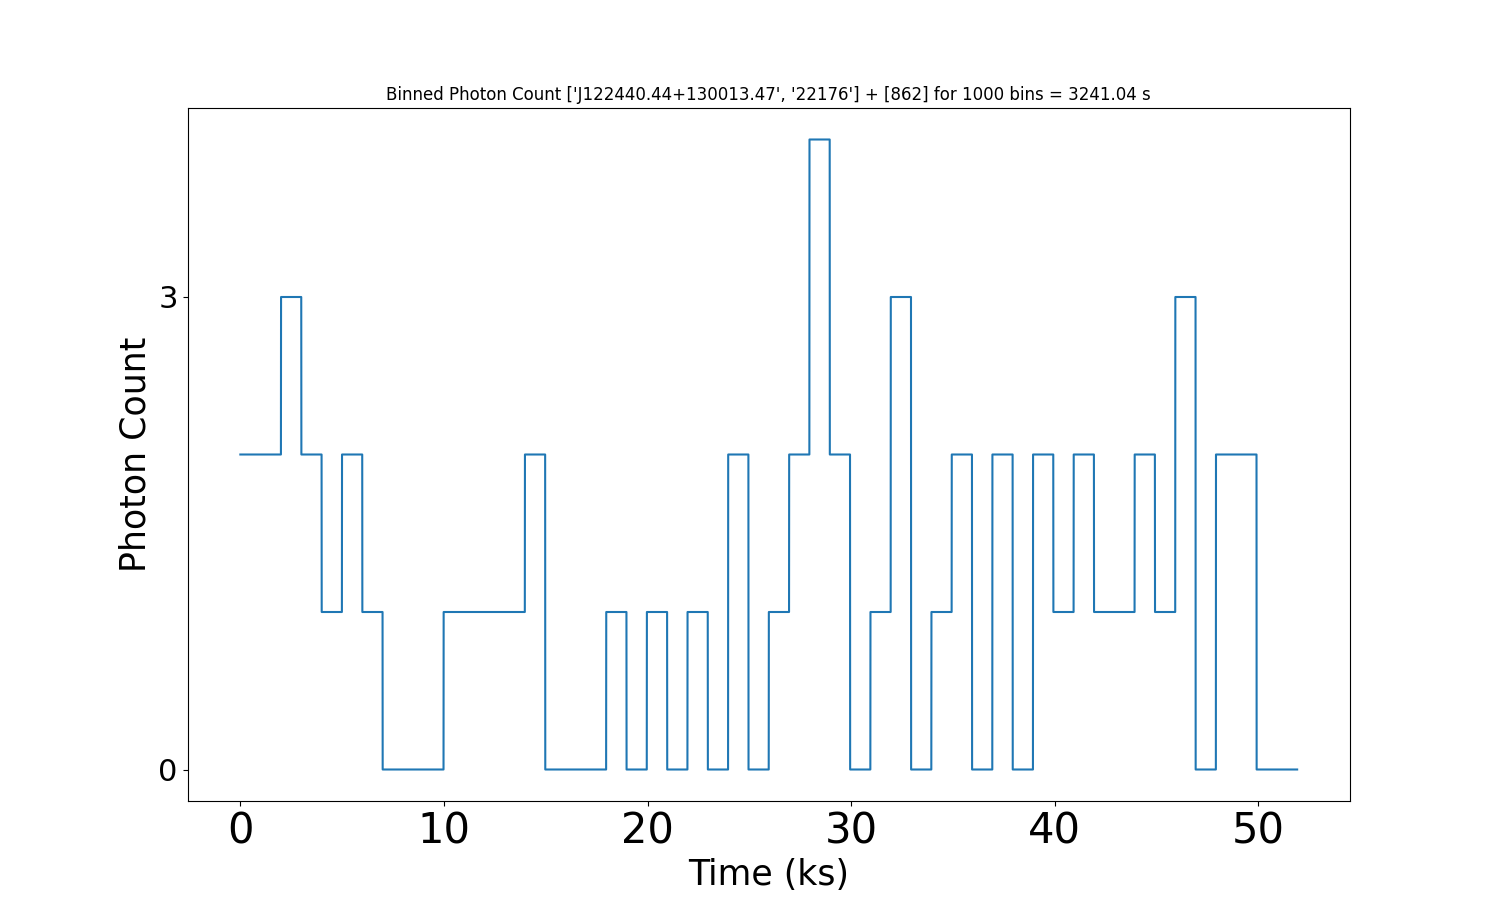 Binned Photon Count ['J122440.44+130013.47', '22176'] + [862] for 1000 bins = 3241.04 s
3
0
Photon Count
0 10 20 30 40 50
Time (ks)